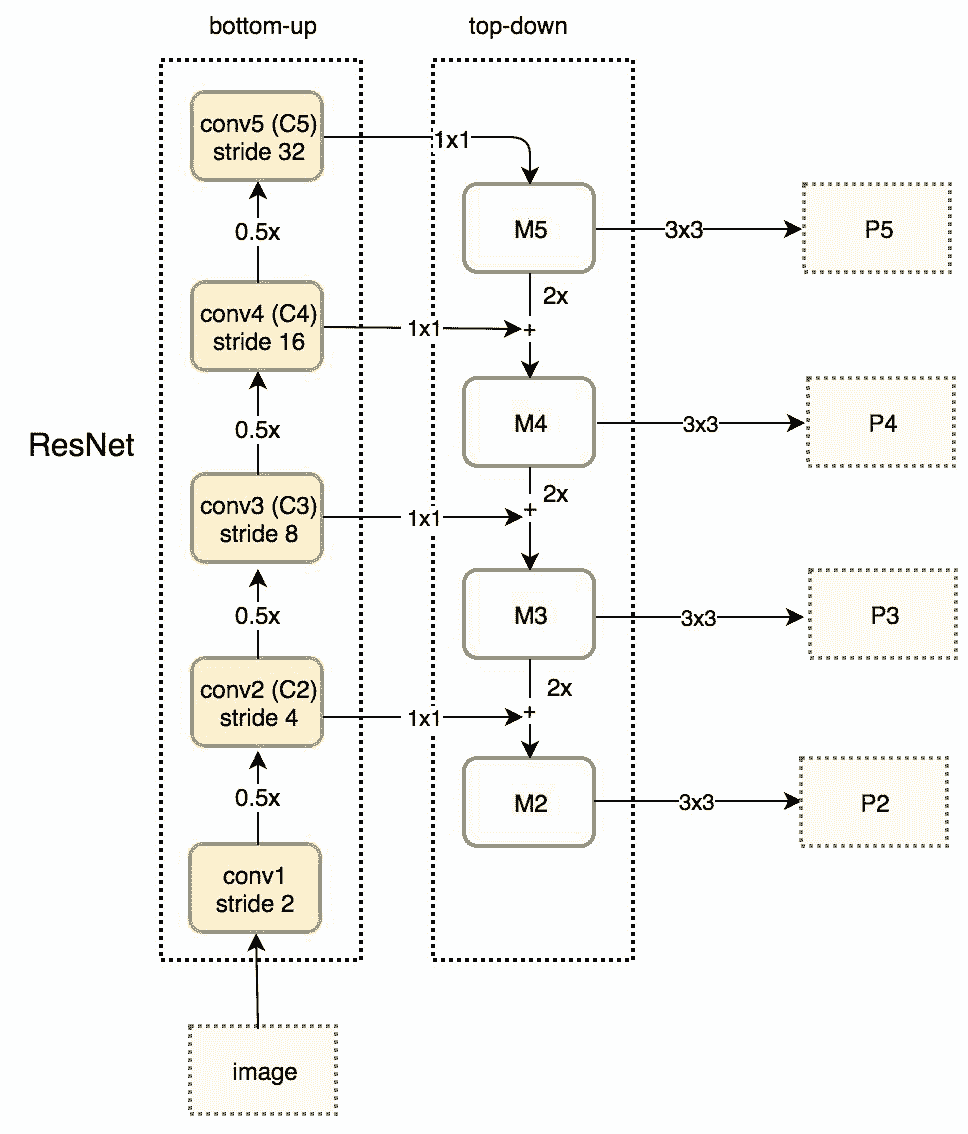 bottom-up
top-down
conv5 (C5)
stride 32
1x1
M5
3x3
P5
0.5x
2x
conv4 (C4)
stride 16
1x1
+
M4
3x3
P4
0.5x
2x
ResNet
conv3 (C3)
stride 8
1x1
+
M3
3x3
P3
0.5x
2x
conv2 (C2)
stride 4
1x1
+
M2
3x3
P2
0.5x
conv1
stride 2
image